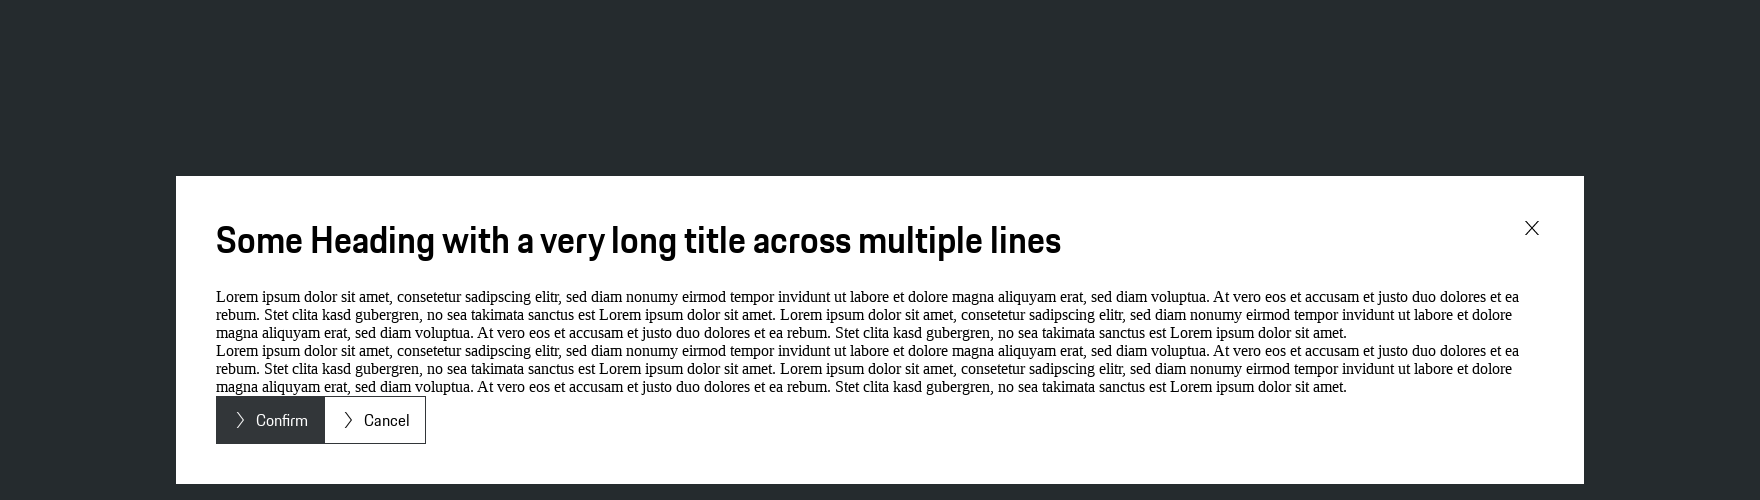 Some Heading with a very long title across multiple lines
Lorem ipsum dolor sit amet, consetetur sadipscing elitr, sed diam nonumy eirmod tempor invidunt ut labore et dolore magna aliquyam erat, sed diam voluptua. At vero eos et accusam et justo duo dolores et ea
rebum. Stet clita kasd gubergren, no sea takimata sanctus est Lorem ipsum dolor sit amet. Lorem ipsum dolor sit amet, consetetur sadipscing elitr, sed diam nonumy eirmod tempor invidunt ut labore et dolore
magna aliquyam erat, sed diam voluptua. At vero eos et accusam et justo duo dolores et ea rebum. Stet clita kasd gubergren, no sea takimata sanctus est Lorem ipsum dolor sit amet.
Lorem ipsum dolor sit amet, consetetur sadipscing elitr, sed diam nonumy eirmod tempor invidunt ut labore et dolore magna aliquyam erat, sed diam voluptua. At vero eos et accusam et justo duo dolores et ea
rebum. Stet clita kasd gubergren, no sea takimata sanctus est Lorem ipsum dolor sit amet. Lorem ipsum dolor sit amet, consetetur sadipscing elitr, sed diam nonumy eirmod tempor invidunt ut labore et dolore
magna aliquyam erat, sed diam voluptua. At vero eos et accusam et justo duo dolores et ea rebum. Stet clita kasd gubergren, no sea takimata sanctus est Lorem ipsum dolor sit amet.
Confirm Cancel